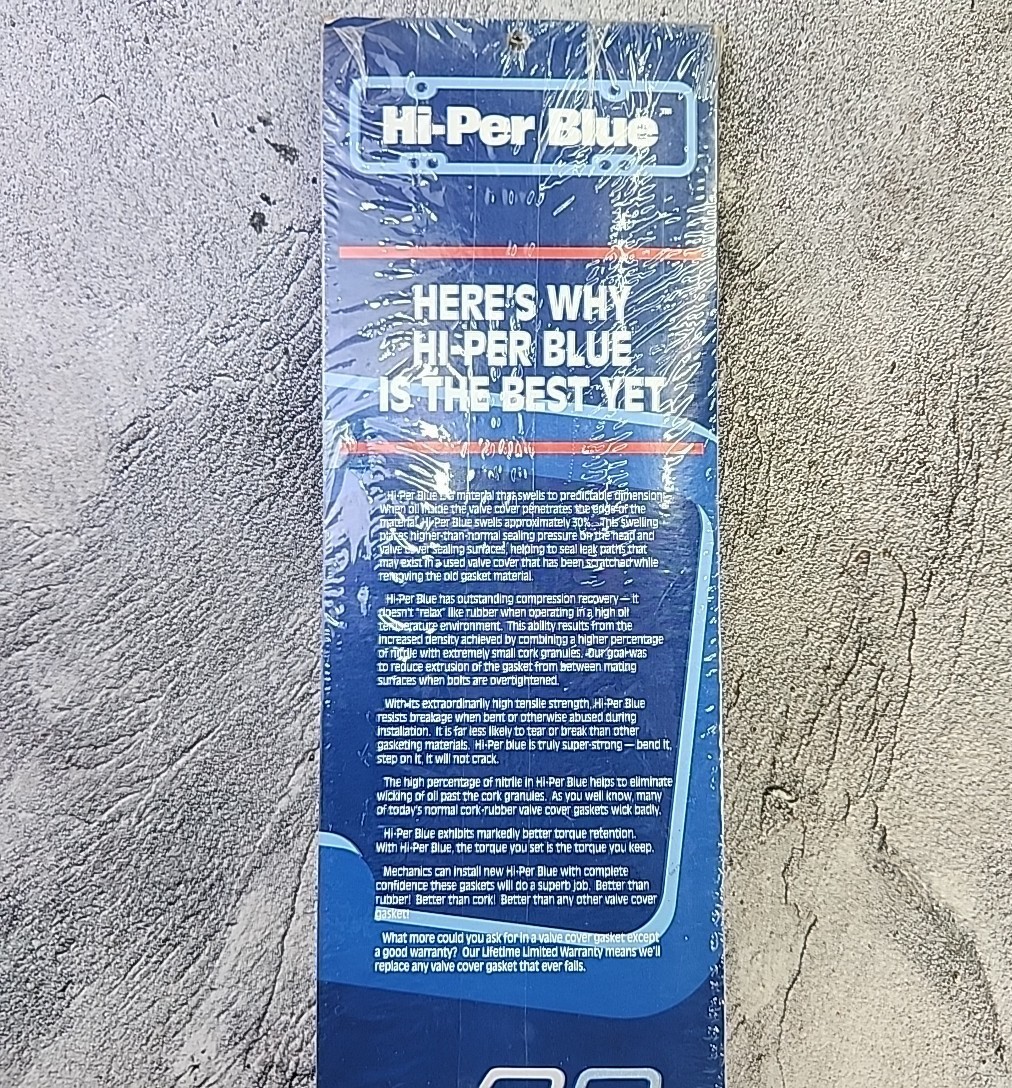 Hi-Per Blue™
HERE'S WHY
HI-PER BLUE
IS THE BEST YET
Hi-Per Blue is a material that swells to predictable dimensions.
When oil inside the valve cover penetrates the edge of the
material, Hi-Per Blue swells approximately 30%. This swelling
places higher-than-normal sealing pressure on the head and
valve cover sealing surfaces, helping to seal leak paths that
may exist in a used valve cover that has been scratched while
removing the old gasket material.
Hi-Per Blue has outstanding compression recovery — it
doesn't "relax" like rubber when operating in a high oil
temperature environment. This ability results from the
increased density achieved by combining a higher percentage
of nitrile with extremely small cork granules. Our goal was
to reduce extrusion of the gasket from between mating
surfaces when bolts are overtightened.
With its extraordinarily high tensile strength, Hi-Per Blue
resists breakage when bent or otherwise abused during
installation. It is far less likely to tear or break than other
gasketing materials. Hi-Per blue is truly super-strong — bend it,
step on it, it will not crack.
The high percentage of nitrile in Hi-Per Blue helps to eliminate
wicking of oil past the cork granules. As you well know, many
of today's normal cork-rubber valve cover gaskets wick badly.
Hi-Per Blue exhibits markedly better torque retention.
With Hi-Per Blue, the torque you set is the torque you keep.
Mechanics can install new Hi-Per Blue with complete
confidence these gaskets will do a superb job. Better than
rubber! Better than cork! Better than any other valve cover
gasket!
What more could you ask for in a valve cover gasket except
a good warranty? Our Lifetime Limited Warranty means we'll
replace any valve cover gasket that ever fails.